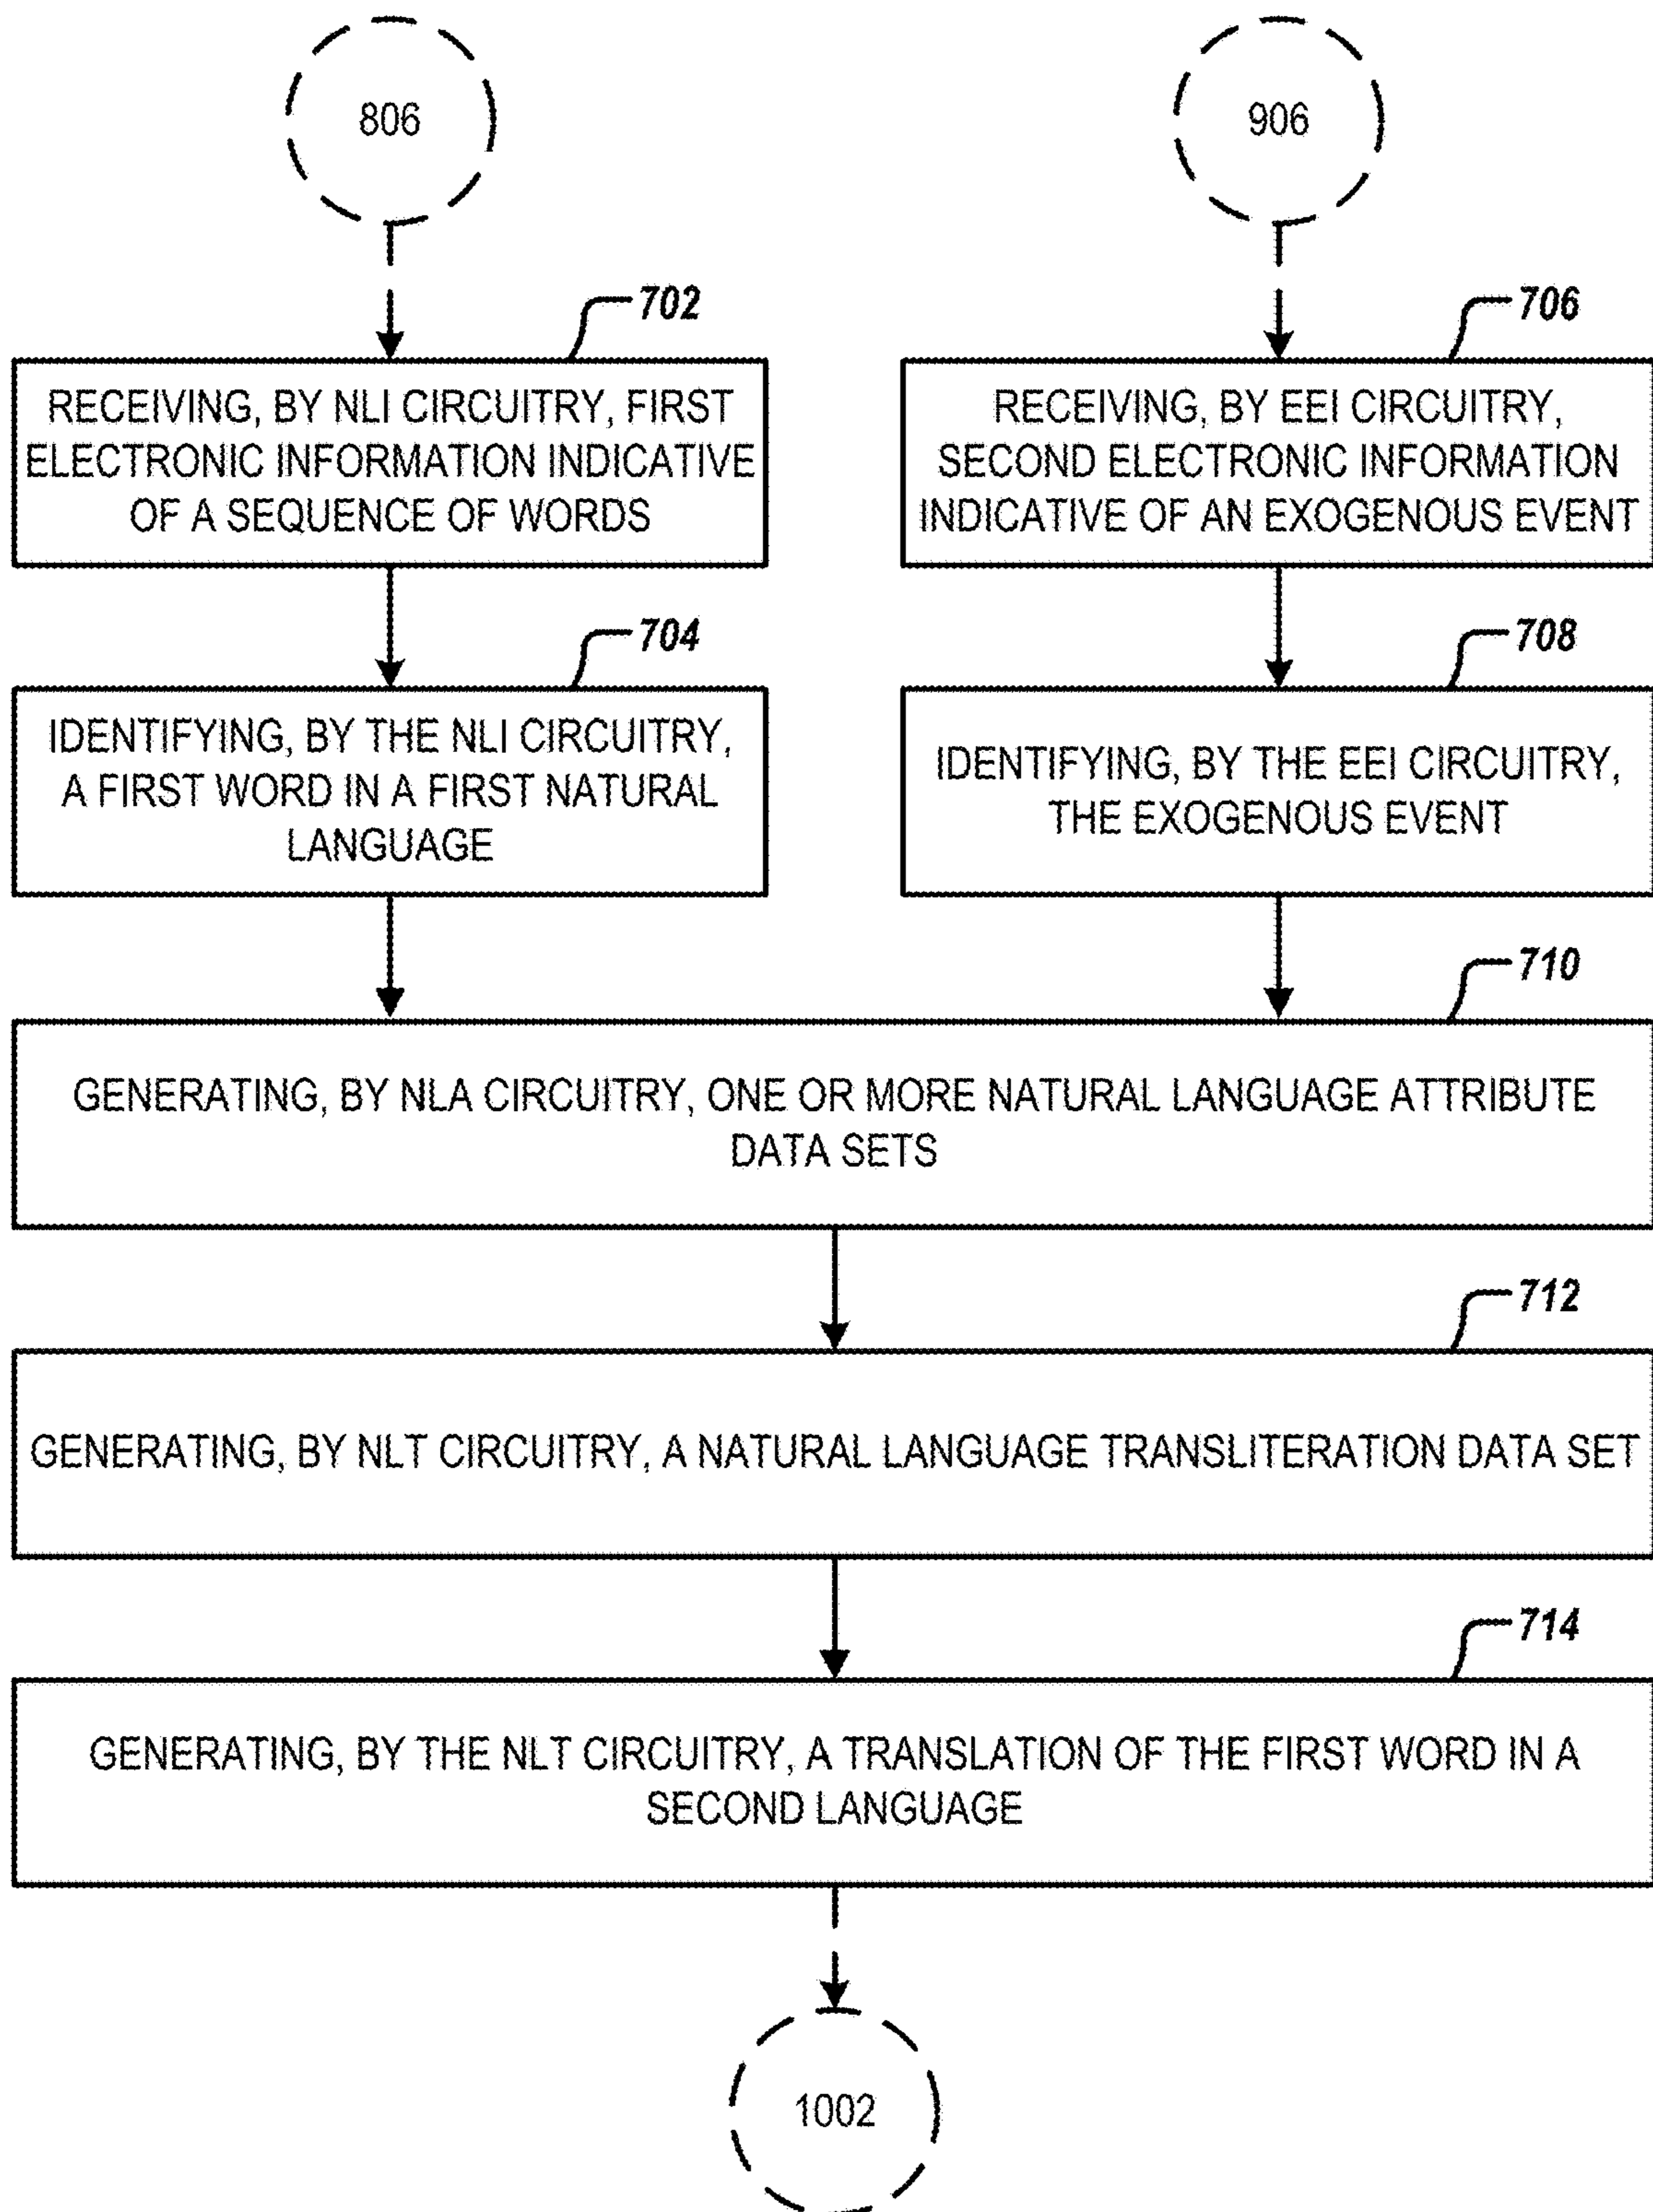 806
906
702
706
RECEIVING, BY NLI CIRCUITRY, FIRST
ELECTRONIC INFORMATION INDICATIVE
OF A SEQUENCE OF WORDS
RECEIVING, BY EEI CIRCUITRY,
SECOND ELECTRONIC INFORMATION
INDICATIVE OF AN EXOGENOUS EVENT
704
708
IDENTIFYING, BY THE NLI CIRCUITRY,
A FIRST WORD IN A FIRST NATURAL
LANGUAGE
IDENTIFYING, BY THE EEI CIRCUITRY,
THE EXOGENOUS EVENT
710
GENERATING, BY NLA CIRCUITRY, ONE OR MORE NATURAL LANGUAGE ATTRIBUTE
DATA SETS
712
GENERATING, BY NLT CIRCUITRY, A NATURAL LANGUAGE TRANSLITERATION DATA SET
714
GENERATING, BY THE NLT CIRCUITRY, A TRANSLATION OF THE FIRST WORD IN A
SECOND LANGUAGE
1002